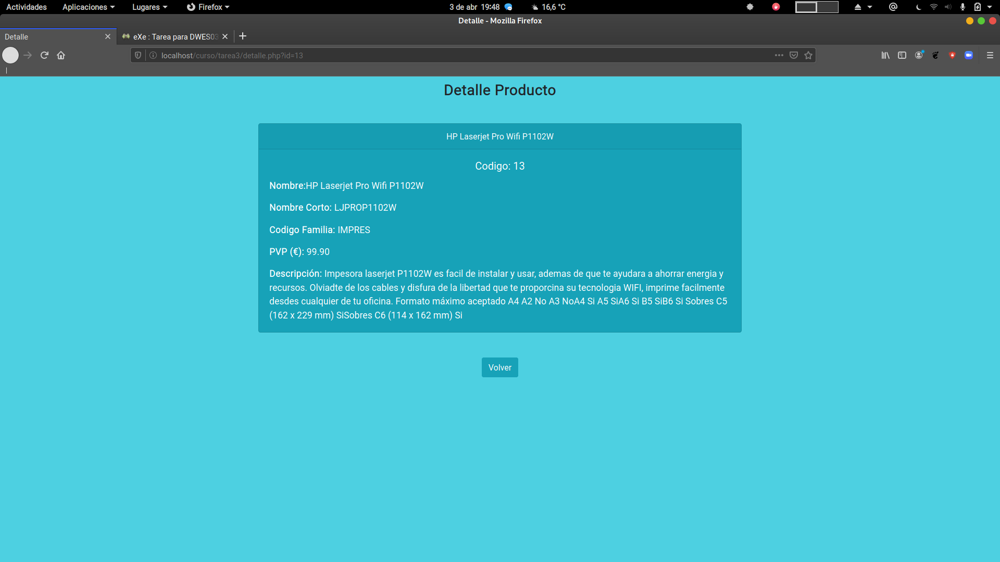 Actividades Aplicaciones Lugares Firefox 3 de abr 19:48 16,6 °C
Detalle - Mozilla Firefox
Detalle eXe : Tarea para DWES03
localhost/curso/tarea3/detalle.php?id=13
Detalle Producto
HP Laserjet Pro Wifi P1102W
Codigo: 13
Nombre:HP Laserjet Pro Wifi P1102W
Nombre Corto: LJPROP1102W
Codigo Familia: IMPRES
PVP (€): 99.90
Descripción: Impesora laserjet P1102W es facil de instalar y usar, ademas de que te ayudara a ahorrar energia y
recursos. Olviadte de los cables y disfura de la libertad que te proporcina su tecnologia WIFI, imprime facilmente
desdes cualquier de tu oficina. Formato máximo aceptado A4 A2 No A3 NoA4 Si A5 SiA6 Si B5 SiB6 Si Sobres C5
(162 x 229 mm) SiSobres C6 (114 x 162 mm) Si
Volver